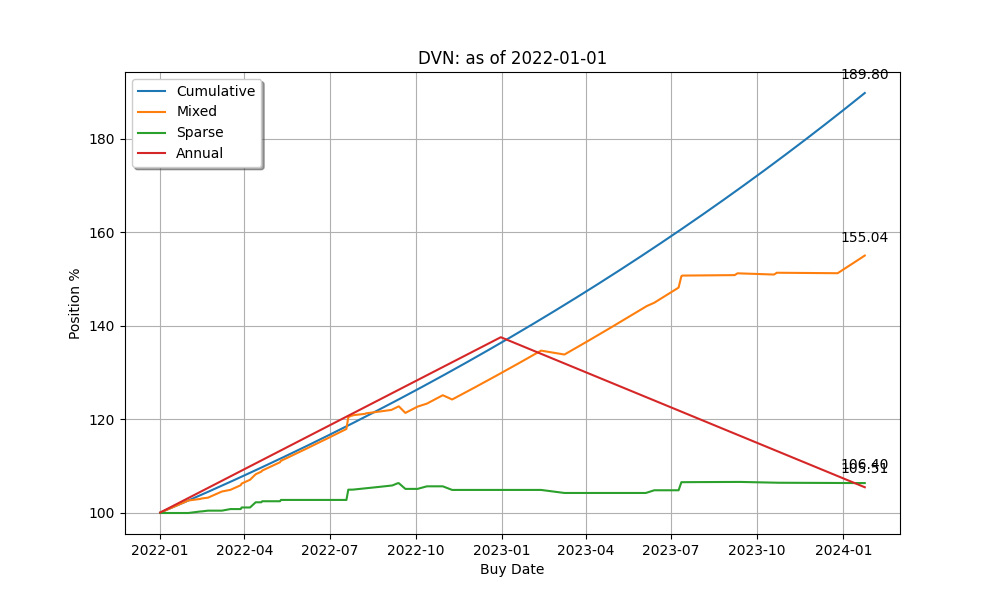 DVN: as of 2022-01-01
189.80
Cumulative
Mixed
Sparse
Annual
180
160
155.04
140
120
106.40
105.51
100
Position %
2022-01 2022-04 2022-07 2022-10 2023-01 2023-04 2023-07 2023-10 2024-01
Buy Date